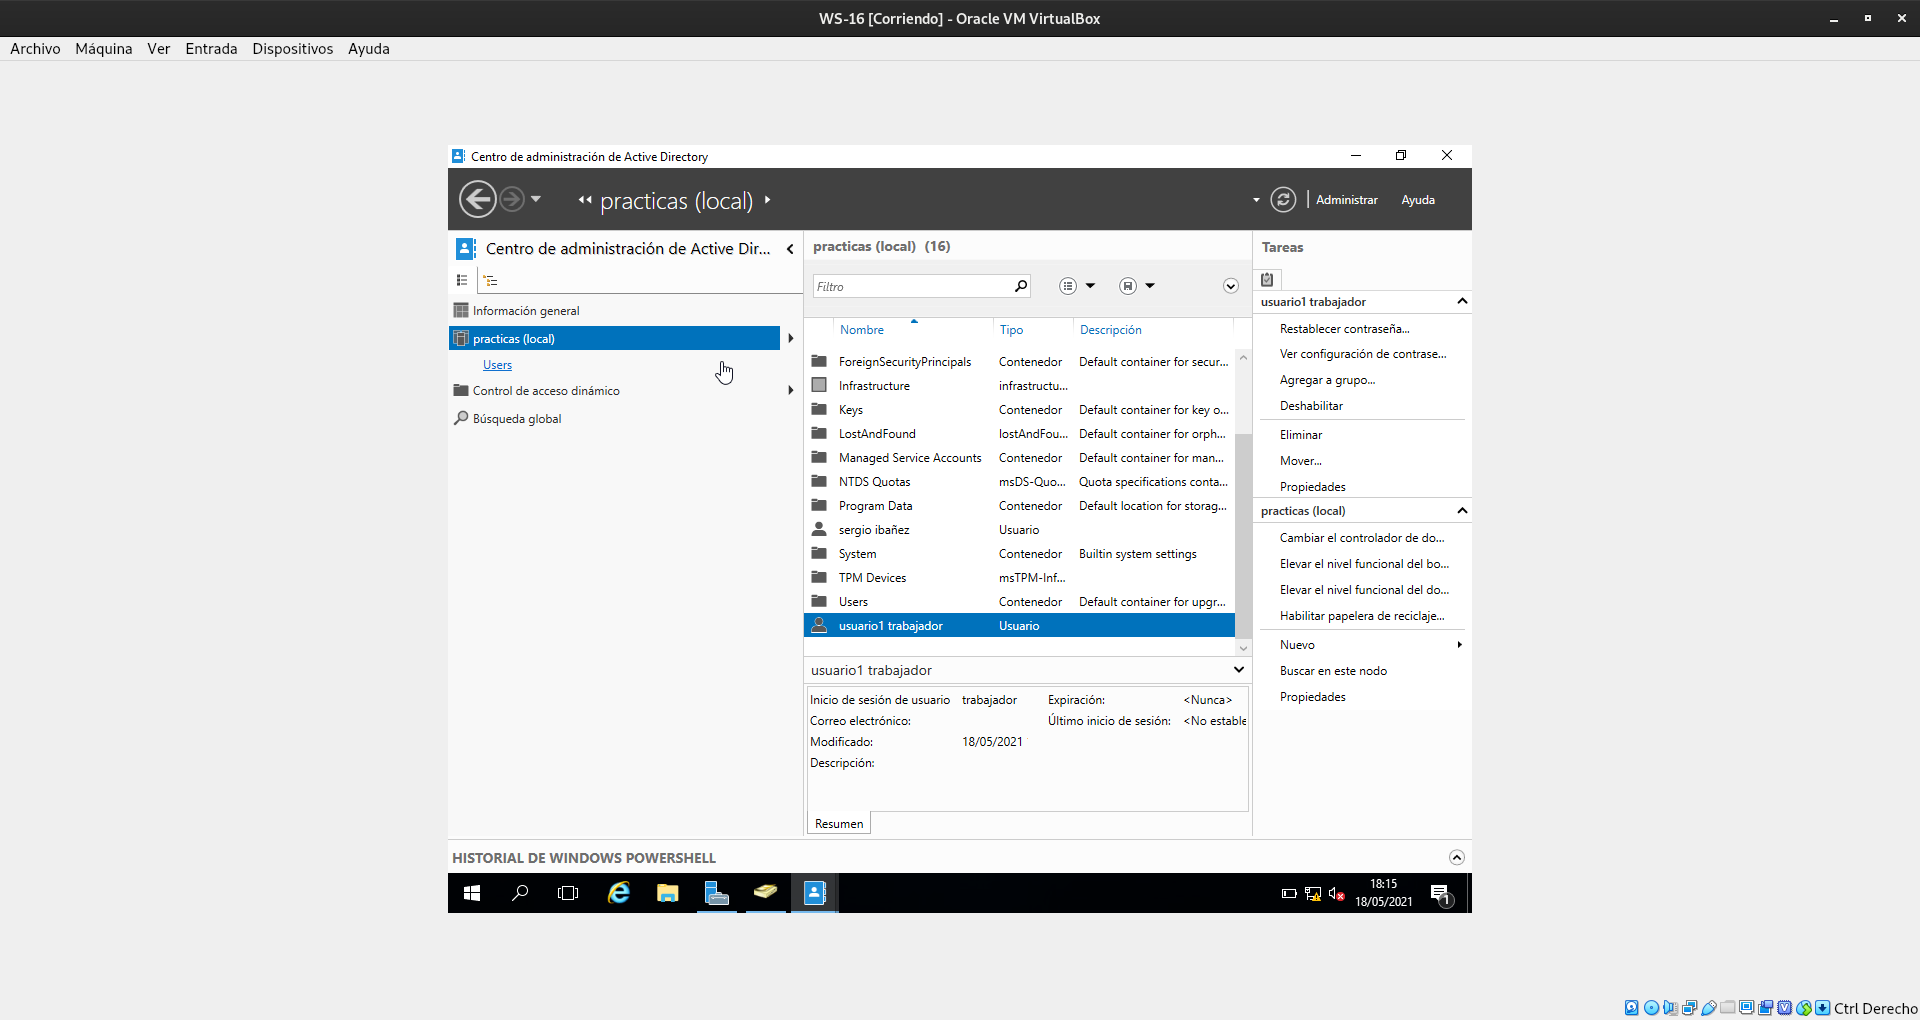 WS-16 [Corriendo] - Oracle VM VirtualBox
Archivo Máquina Ver Entrada Dispositivos Ayuda
Centro de administración de Active Directory
practicas (local)
Administrar Ayuda
Centro de administración de Active Dir...
Información general
practicas (local)
Users
Control de acceso dinámico
Búsqueda global
practicas (local) (16)
Filtro
Nombre Tipo Descripción
ForeignSecurityPrincipals Contenedor Default container for secur...
Infrastructure infrastructu...
Keys Contenedor Default container for key o...
LostAndFound lostAndFou... Default container for orph...
Managed Service Accounts Contenedor Default container for man...
NTDS Quotas msDS-Quo... Quota specifications conta...
Program Data Contenedor Default location for storag...
sergio ibañez Usuario
System Contenedor Builtin system settings
TPM Devices msTPM-Inf...
Users Contenedor Default container for upgr...
usuario1 trabajador Usuario
usuario1 trabajador
Inicio de sesión de usuario trabajador Expiración: <Nunca>
Correo electrónico: Último inicio de sesión: <No estable
Modificado: 18/05/2021
Descripción:
Resumen
Tareas
usuario1 trabajador
Restablecer contraseña...
Ver configuración de contrase...
Agregar a grupo...
Deshabilitar
Eliminar
Mover...
Propiedades
practicas (local)
Cambiar el controlador de do...
Elevar el nivel funcional del bo...
Elevar el nivel funcional del do...
Habilitar papelera de reciclaje...
Nuevo
Buscar en este nodo
Propiedades
HISTORIAL DE WINDOWS POWERSHELL
18:15
18/05/2021
1
Ctrl Derecho